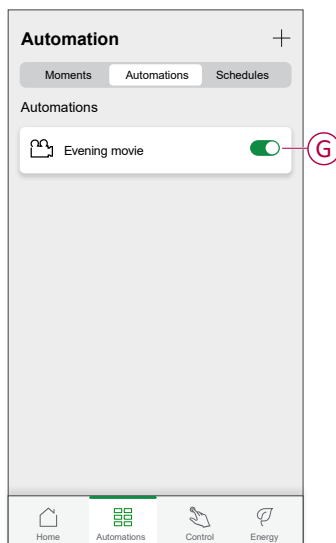 Automation
Moments Automations Schedules
Automations
Evening movie
G
Home Automations Control Energy